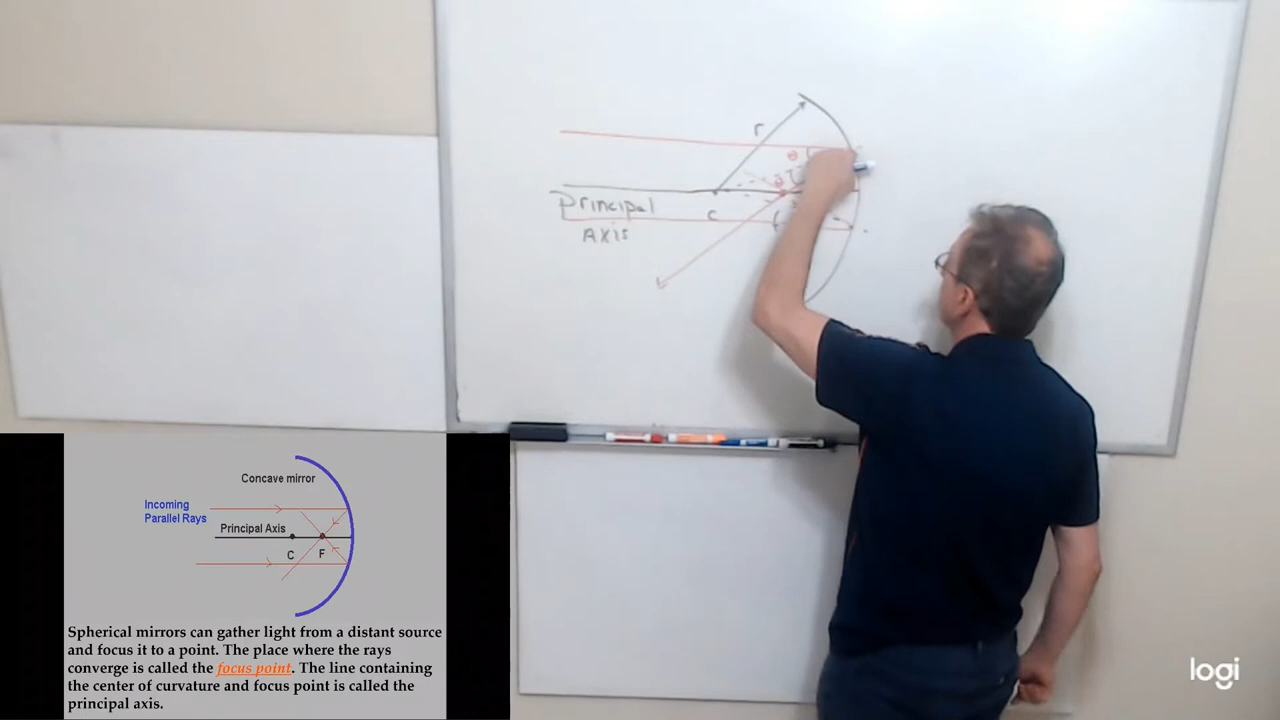 r
θ
θ
Principal
C
Axis
Concave mirror
Incoming
Parallel Rays
Principal Axis
C
F
Spherical mirrors can gather light from a distant source
and focus it to a point. The place where the rays
converge is called the focus point. The line containing
the center of curvature and focus point is called the
principal axis.
logi